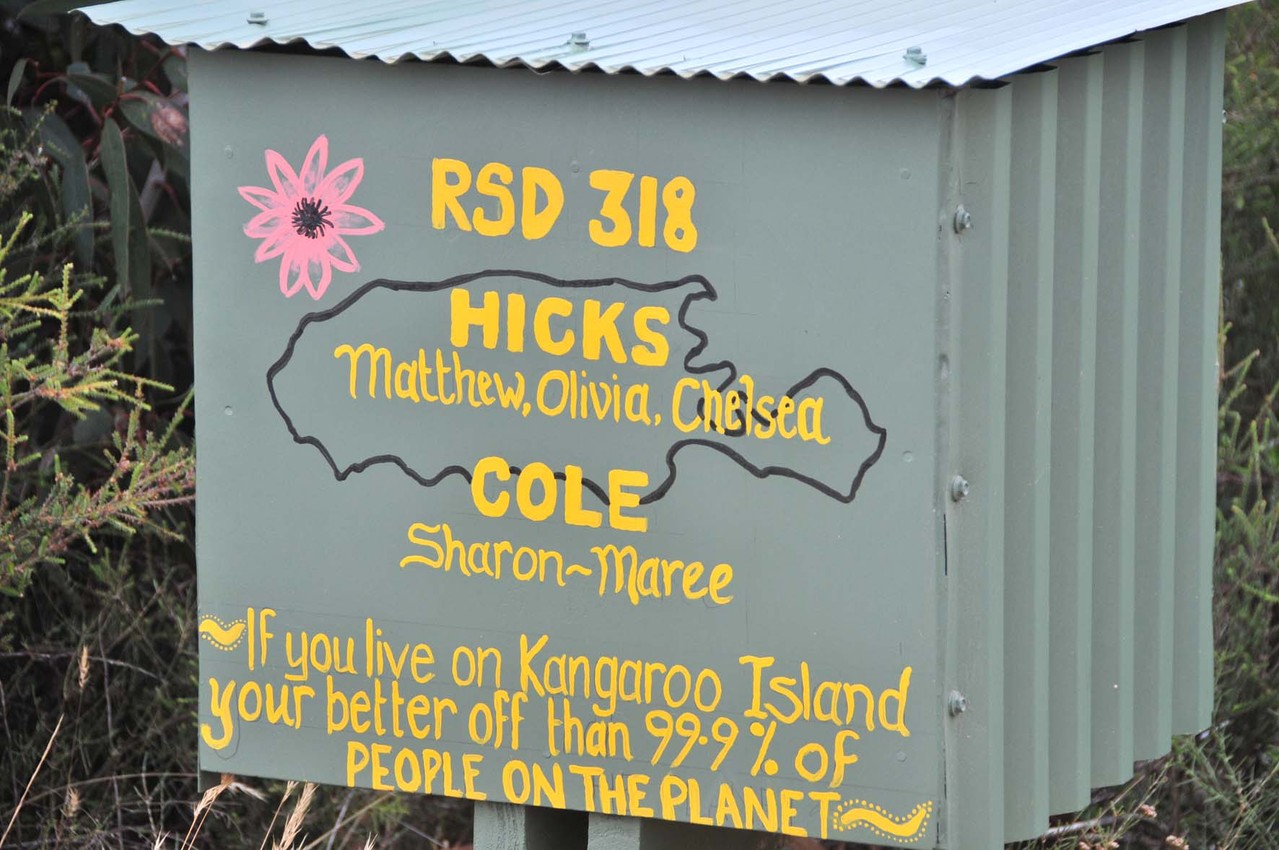 RSD 318
HICKS
Matthew, Olivia, Chelsea
COLE
Sharon~Maree
~If you live on Kangaroo Island
your better off than 99.9% of
PEOPLE ON THE PLANET~